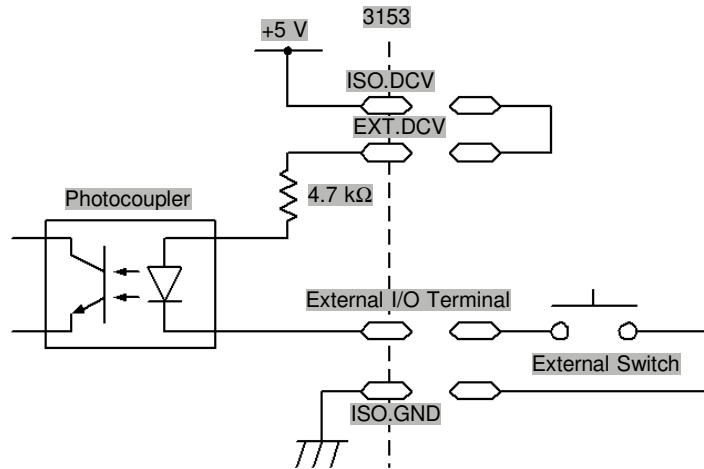 3153
+5 V
ISO.DCV
EXT.DCV
4.7 kΩ
Photocoupler
External I/O Terminal
External Switch
ISO.GND